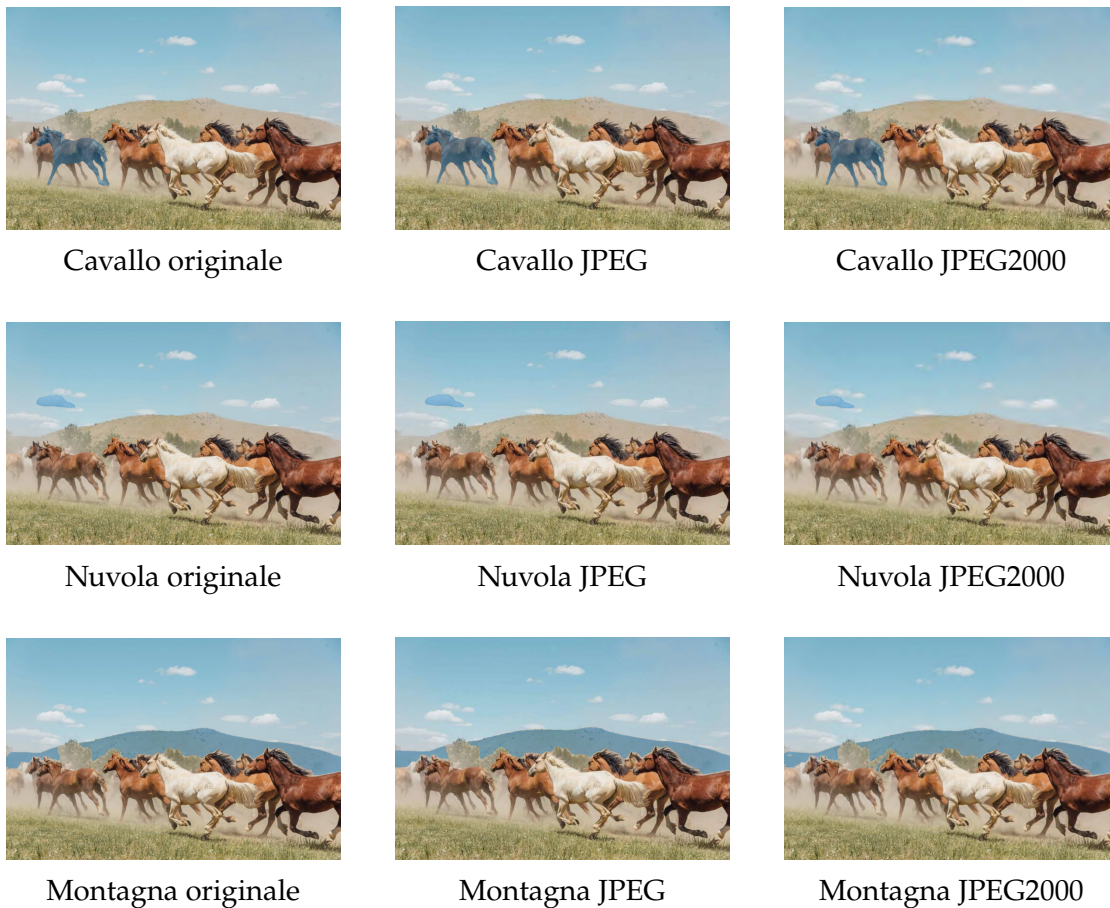 Cavallo originale
Cavallo JPEG
Cavallo JPEG2000
Nuvola originale
Nuvola JPEG
Nuvola JPEG2000
Montagna originale
Montagna JPEG
Montagna JPEG2000